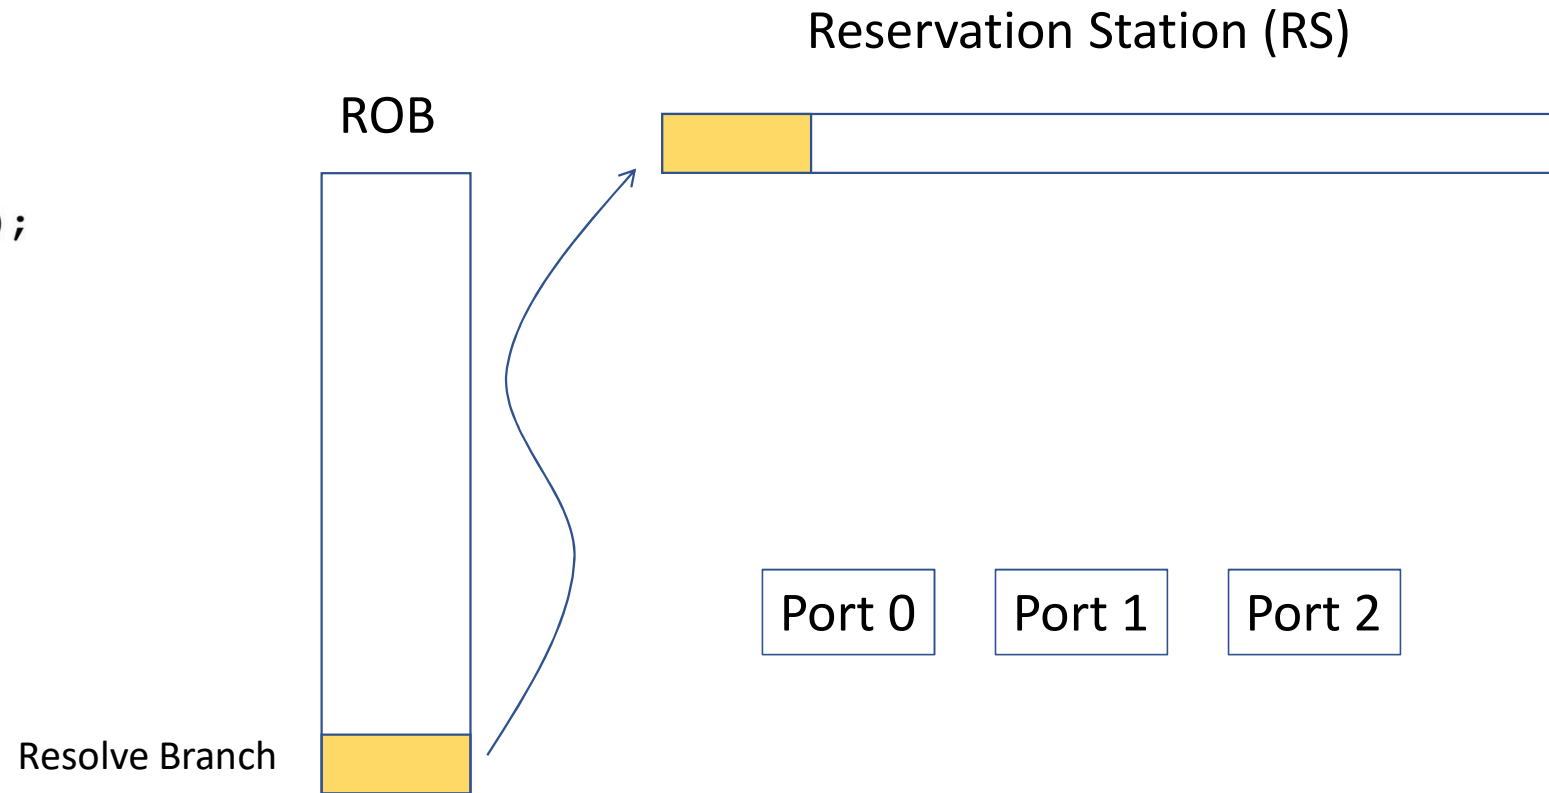 Reservation Station (RS)
ROB
);
Port 0
Port 1
Port 2
Resolve Branch